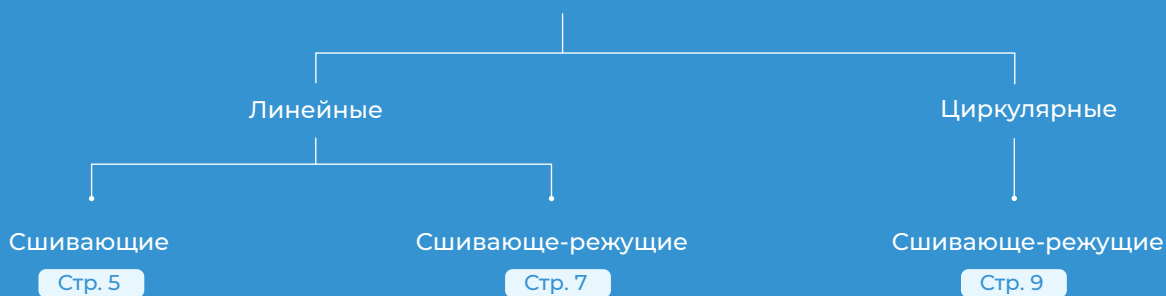 Линейные
Циркулярные
Сшивающие
Сшивающе-режущие
Сшивающе-режущие
Стр. 5
Стр. 7
Стр. 9